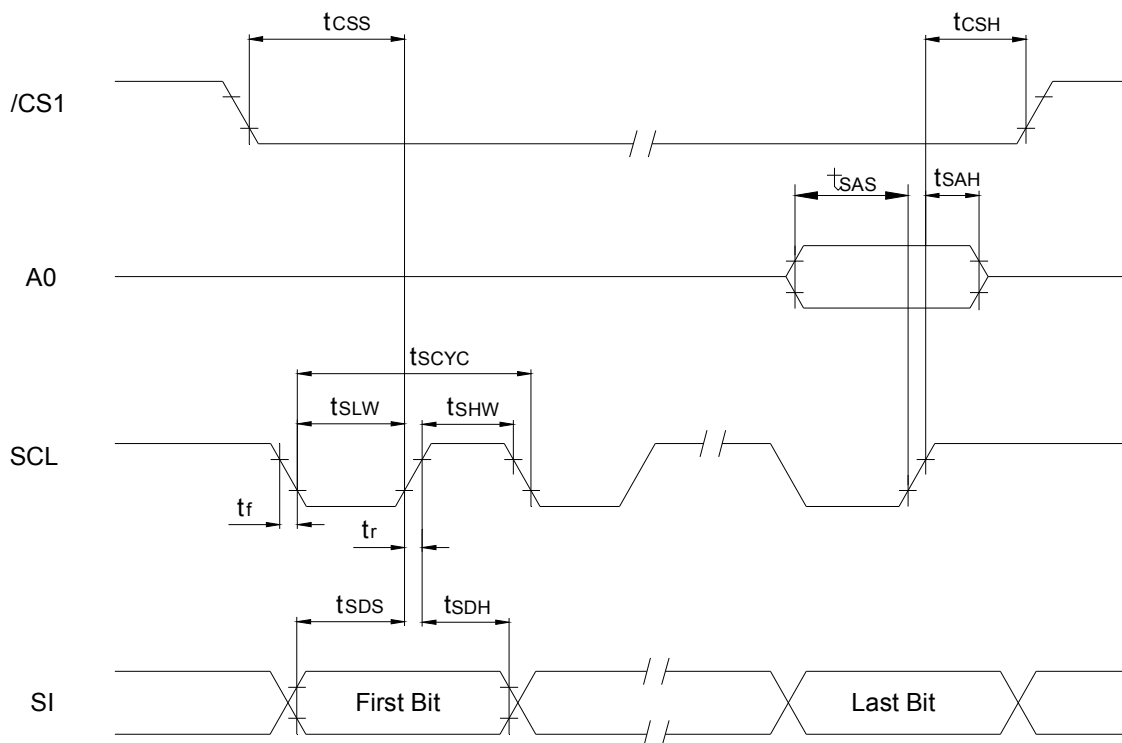 tCSS
tCSH
/CS1
tSAS
tSAH
A0
tSCYC
tSLW
tSHW
SCL
tf
tr
tSDS
tSDH
SI
First Bit
Last Bit